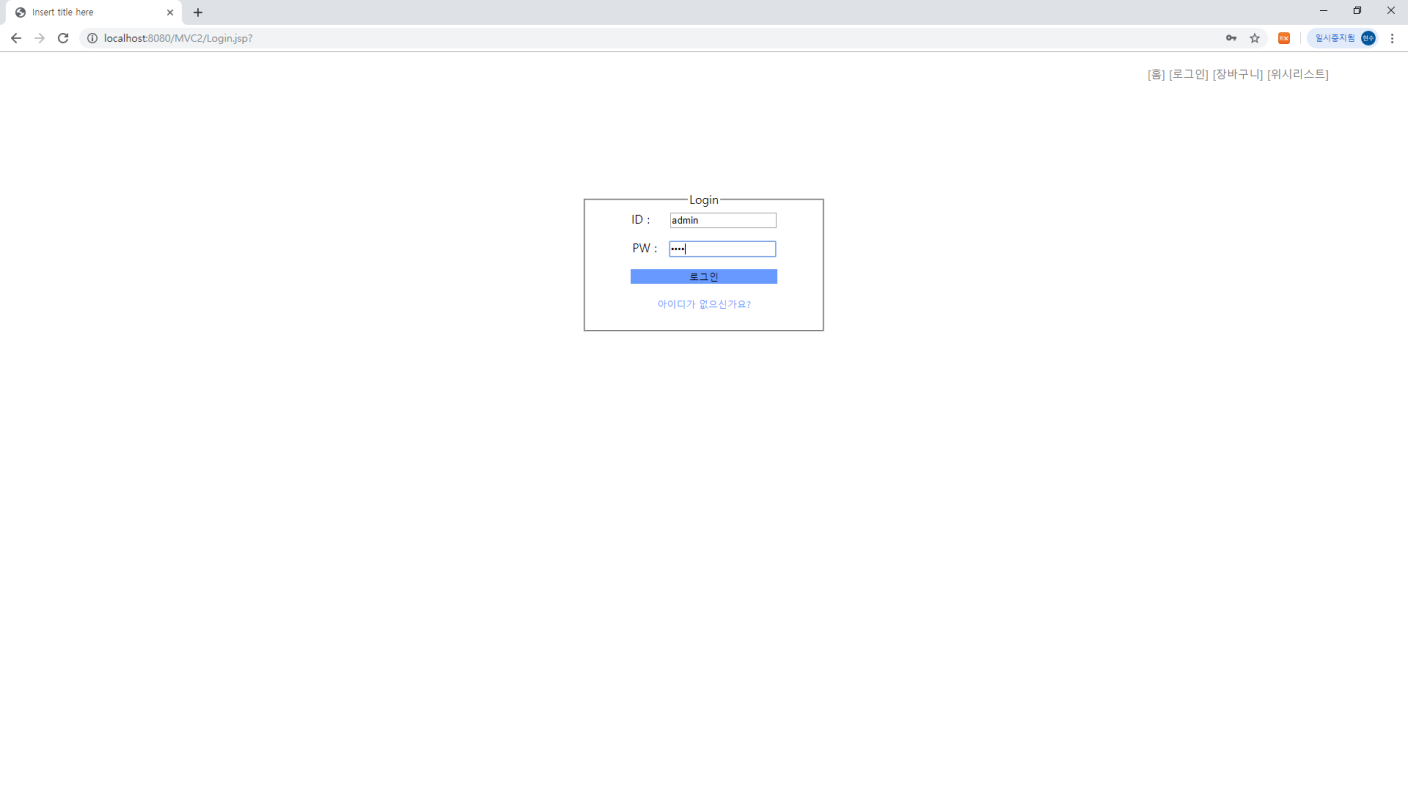 Insert title here
localhost:8080/MVC2/Login.jsp?
일시중지됨 현수
[홈] [로그인] [장바구니] [위시리스트]
Login
ID : admin
PW : ••••
로그인
아이디가 없으신가요?